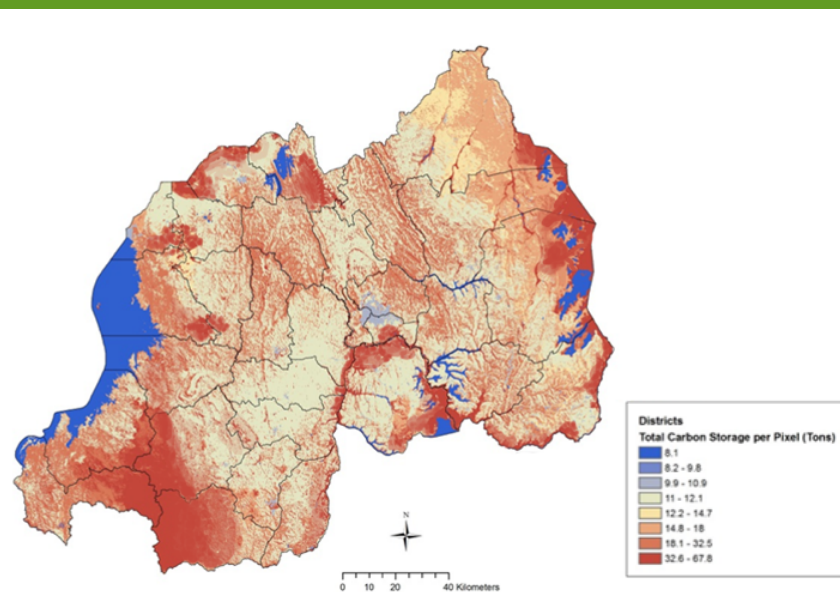 Districts
Total Carbon Storage per Pixel (Tons)
8.1
8.2 - 9.8
9.9 - 10.9
11 - 12.1
12.2 - 14.7
14.8 - 18
18.1 - 32.5
32.6 - 67.8
N
0 10 20 40 Kilometers